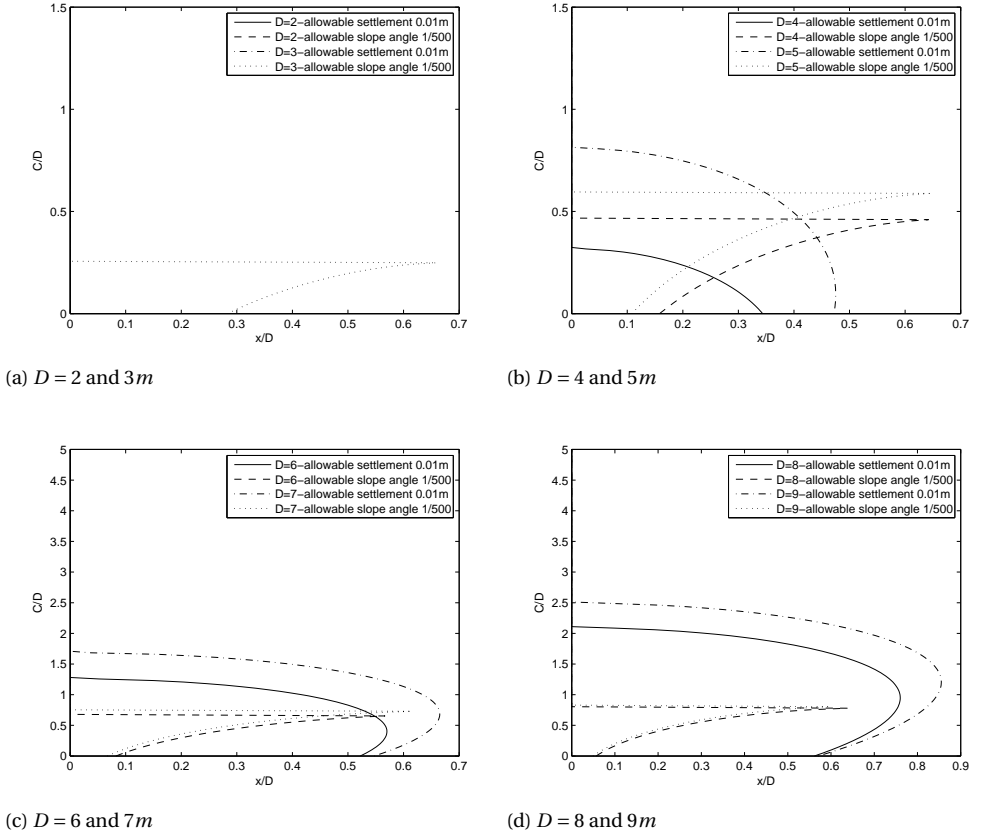 D=2−allowable settlement 0.01m
D=2−allowable slope angle 1/500
D=3−allowable settlement 0.01m
D=3−allowable slope angle 1/500
1.5
1
0.5
0
C/D
0 0.1 0.2 0.3 0.4 0.5 0.6 0.7
x/D
(a) D = 2 and 3m
D=4−allowable settlement 0.01m
D=4−allowable slope angle 1/500
D=5−allowable settlement 0.01m
D=5−allowable slope angle 1/500
1.5
1
0.5
0
C/D
0 0.1 0.2 0.3 0.4 0.5 0.6 0.7
x/D
(b) D = 4 and 5m
D=6−allowable settlement 0.01m
D=6−allowable slope angle 1/500
D=7−allowable settlement 0.01m
D=7−allowable slope angle 1/500
5
4.5
4
3.5
3
2.5
2
1.5
1
0.5
0
C/D
0 0.1 0.2 0.3 0.4 0.5 0.6 0.7
x/D
(c) D = 6 and 7m
D=8−allowable settlement 0.01m
D=8−allowable slope angle 1/500
D=9−allowable settlement 0.01m
D=9−allowable slope angle 1/500
5
4.5
4
3.5
3
2.5
2
1.5
1
0.5
0
C/D
0 0.1 0.2 0.3 0.4 0.5 0.6 0.7 0.8 0.9
x/D
(d) D = 8 and 9m